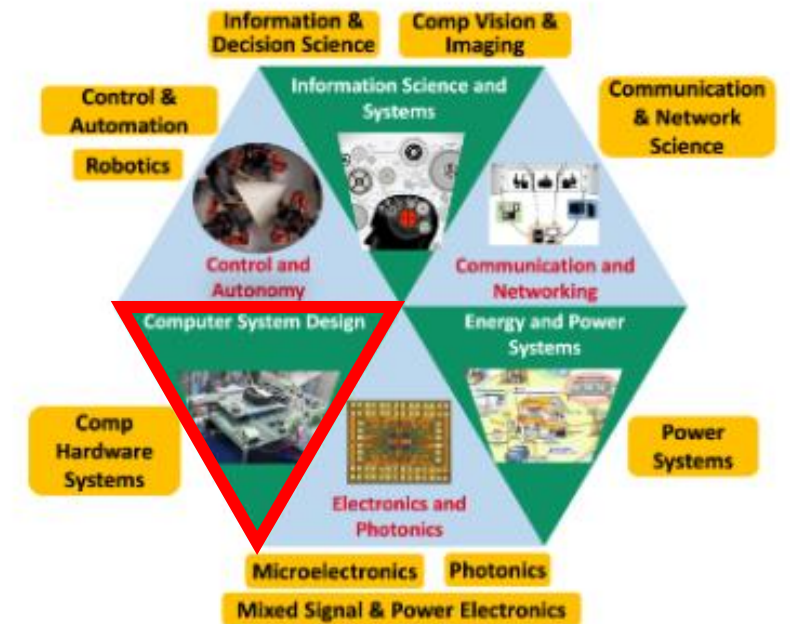 Information &
Decision Science
Comp Vision &
Imaging
Control &
Automation
Robotics
Information Science and
Systems
Communication
& Network
Science
Control and
Autonomy
Communication and
Networking
Computer System Design
Energy and Power
Systems
Comp
Hardware
Systems
Power
Systems
Electronics and
Photonics
Microelectronics
Photonics
Mixed Signal & Power Electronics